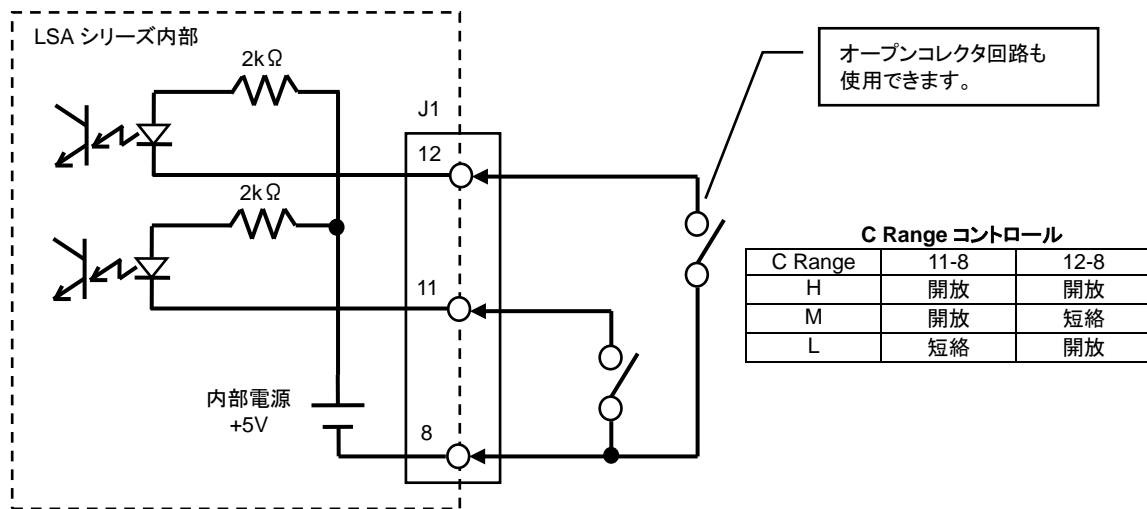 LSA シリーズ内部
2kΩ
J1
12
2kΩ
11
内部電源
+5V
8
オープンコレクタ回路も
使用できます。
C Range コントロール
C Range 11-8 12-8
H 開放 開放
M 開放 短絡
L 短絡 開放